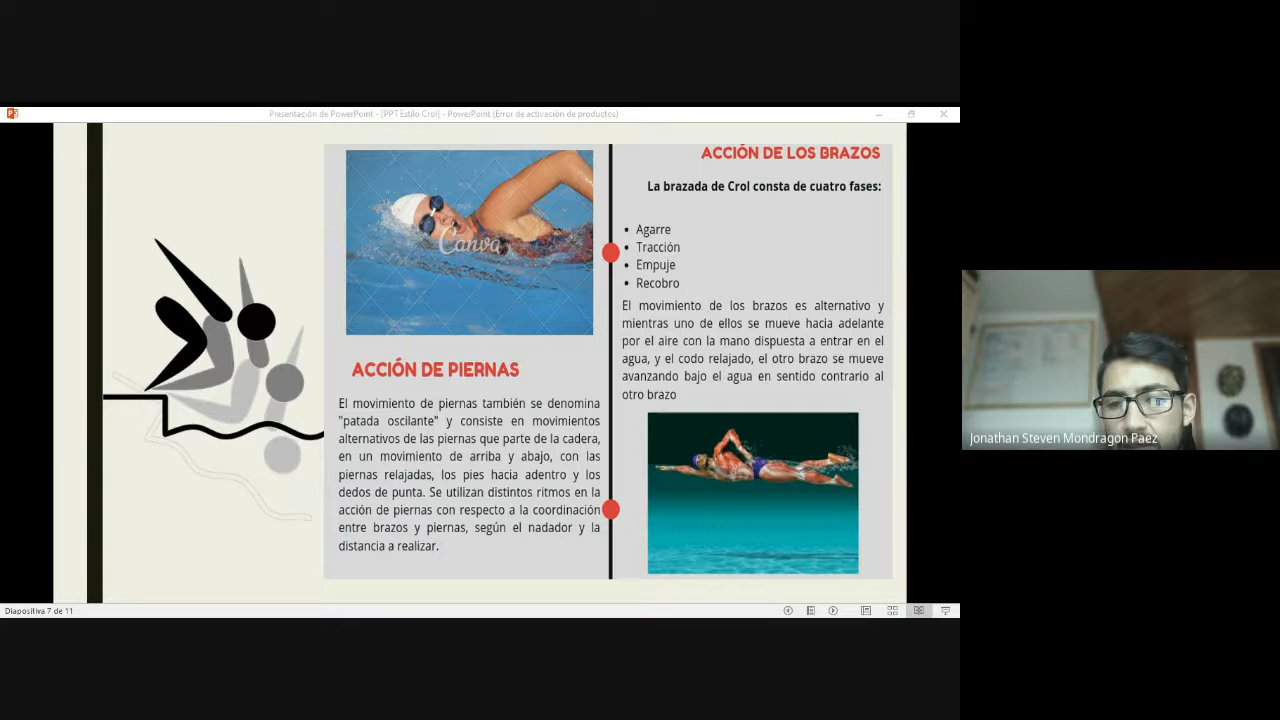 Presentación de PowerPoint - [PPT Estilo Crol] - PowerPoint (Error de activación de productos)
Canva
ACCIÓN DE PIERNAS
El movimiento de piernas también se denomina
"patada oscilante" y consiste en movimientos
alternativos de las piernas que parte de la cadera,
en un movimiento de arriba y abajo, con las
piernas relajadas, los pies hacia adentro y los
dedos de punta. Se utilizan distintos ritmos en la
acción de piernas con respecto a la coordinación
entre brazos y piernas, según el nadador y la
distancia a realizar.
ACCIÓN DE LOS BRAZOS
La brazada de Crol consta de cuatro fases:
• Agarre
• Tracción
• Empuje
• Recobro
El movimiento de los brazos es alternativo y
mientras uno de ellos se mueve hacia adelante
por el aire con la mano dispuesta a entrar en el
agua, y el codo relajado, el otro brazo se mueve
avanzando bajo el agua en sentido contrario al
otro brazo
Jonathan Steven Mondragon Paez
Diapositiva 7 de 11